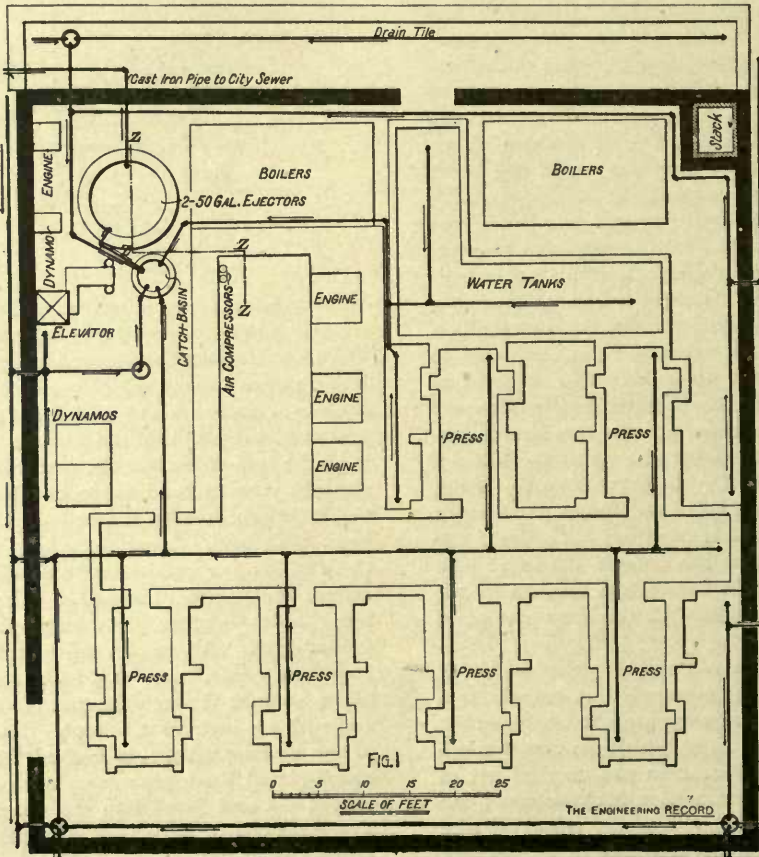 Drain Tile
Cast Iron Pipe to City Sewer
Stack
ENGINE
Z
BOILERS
BOILERS
2-50 GAL. EJECTORS
DYNAMO
Z
Z
Z
WATER TANKS
ENGINE
ELEVATOR
CATCH-BASIN
AIR COMPRESSORS
DYNAMOS
ENGINE
PRESS
PRESS
ENGINE
PRESS
PRESS
PRESS
PRESS
FIG.1
0 5 10 15 20 25
SCALE OF FEET
THE ENGINEERING RECORD